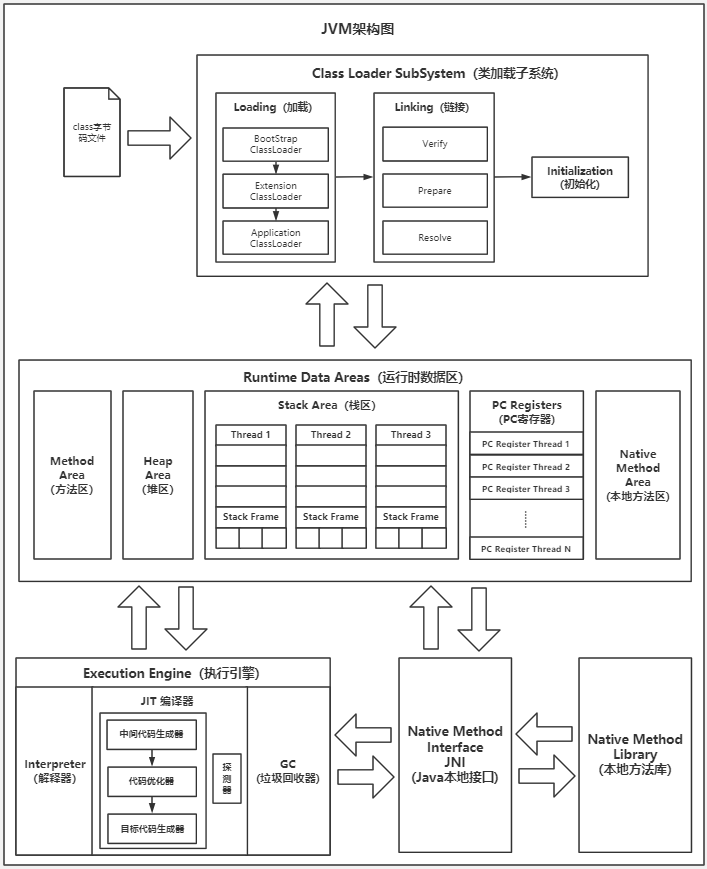 JVM架构图
Class Loader SubSystem（类加载子系统）
class字节
码文件
Loading（加载）
BootStrap
ClassLoader
Extension
ClassLoader
Application
ClassLoader
Linking（链接）
Verify
Prepare
Resolve
Initialization
（初始化）
Runtime Data Areas（运行时数据区）
Method
Area
（方法区）
Heap
Area
（堆区）
Stack Area（栈区）
Thread 1
Thread 2
Thread 3
Stack Frame
Stack Frame
Stack Frame
PC Registers
（PC寄存器）
PC Register Thread 1
PC Register Thread 2
PC Register Thread 3
PC Register Thread N
Native
Method
Area
（本地方法区）
Execution Engine（执行引擎）
Interpreter
（解释器）
JIT 编译器
中间代码生成器
代码优化器
目标代码生成器
探
测
器
GC
（垃圾回收器）
Native Method
Interface
JNI
（Java本地接口）
Native Method
Library
（本地方法库）